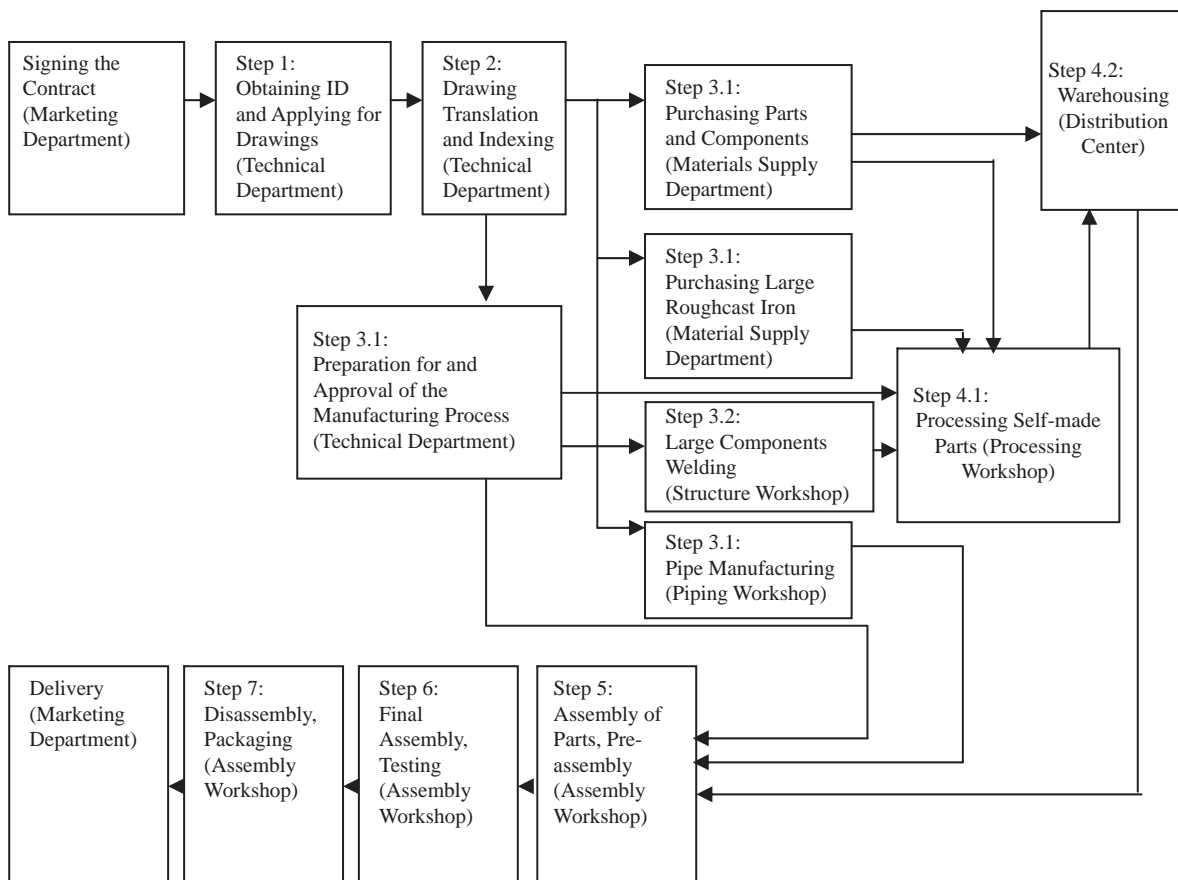 Signing the
Contract
(Marketing
Department)
Step 1:
Obtaining ID
and Applying for
Drawings
(Technical
Department)
Step 2:
Drawing
Translation
and Indexing
(Technical
Department)
Step 3.1:
Purchasing Parts
and Components
(Materials Supply
Department)
Step 4.2:
Warehousing
(Distribution
Center)
Step 3.1:
Purchasing Large
Roughcast Iron
(Material Supply
Department)
Step 3.1:
Preparation for and
Approval of the
Manufacturing Process
(Technical Department)
Step 4.1:
Processing Self-made
Parts (Processing
Workshop)
Step 3.2:
Large Components
Welding
(Structure Workshop)
Step 3.1:
Pipe Manufacturing
(Piping Workshop)
Delivery
(Marketing
Department)
Step 7:
Disassembly,
Packaging
(Assembly
Workshop)
Step 6:
Final
Assembly,
Testing
(Assembly
Workshop)
Step 5:
Assembly of
Parts, Pre-
assembly
(Assembly
Workshop)